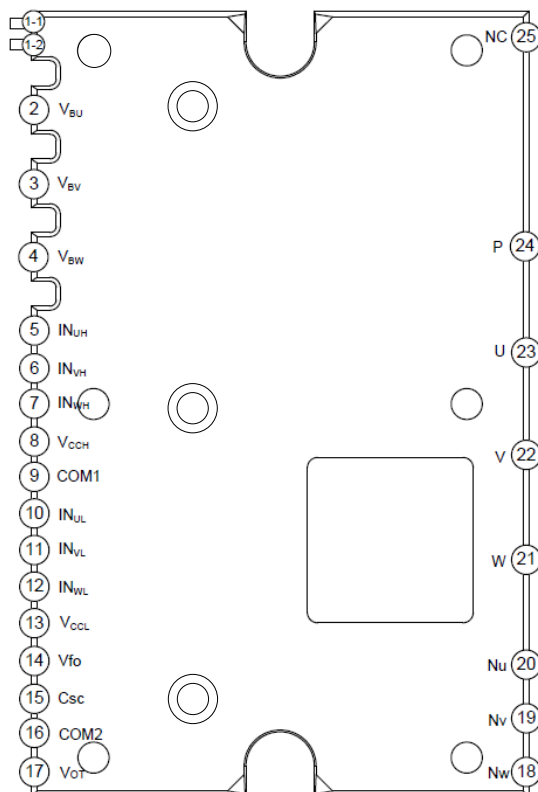 1-1
1-2
2 VBU
3 VBV
4 VBW
5 INUH
6 INVH
7 INWH
8 VCCH
9 COM1
10 INUL
11 INVL
12 INWL
13 VCCL
14 Vfo
15 Csc
16 COM2
17 VOT
NC 25
P 24
U 23
V 22
W 21
Nu 20
Nv 19
Nw 18